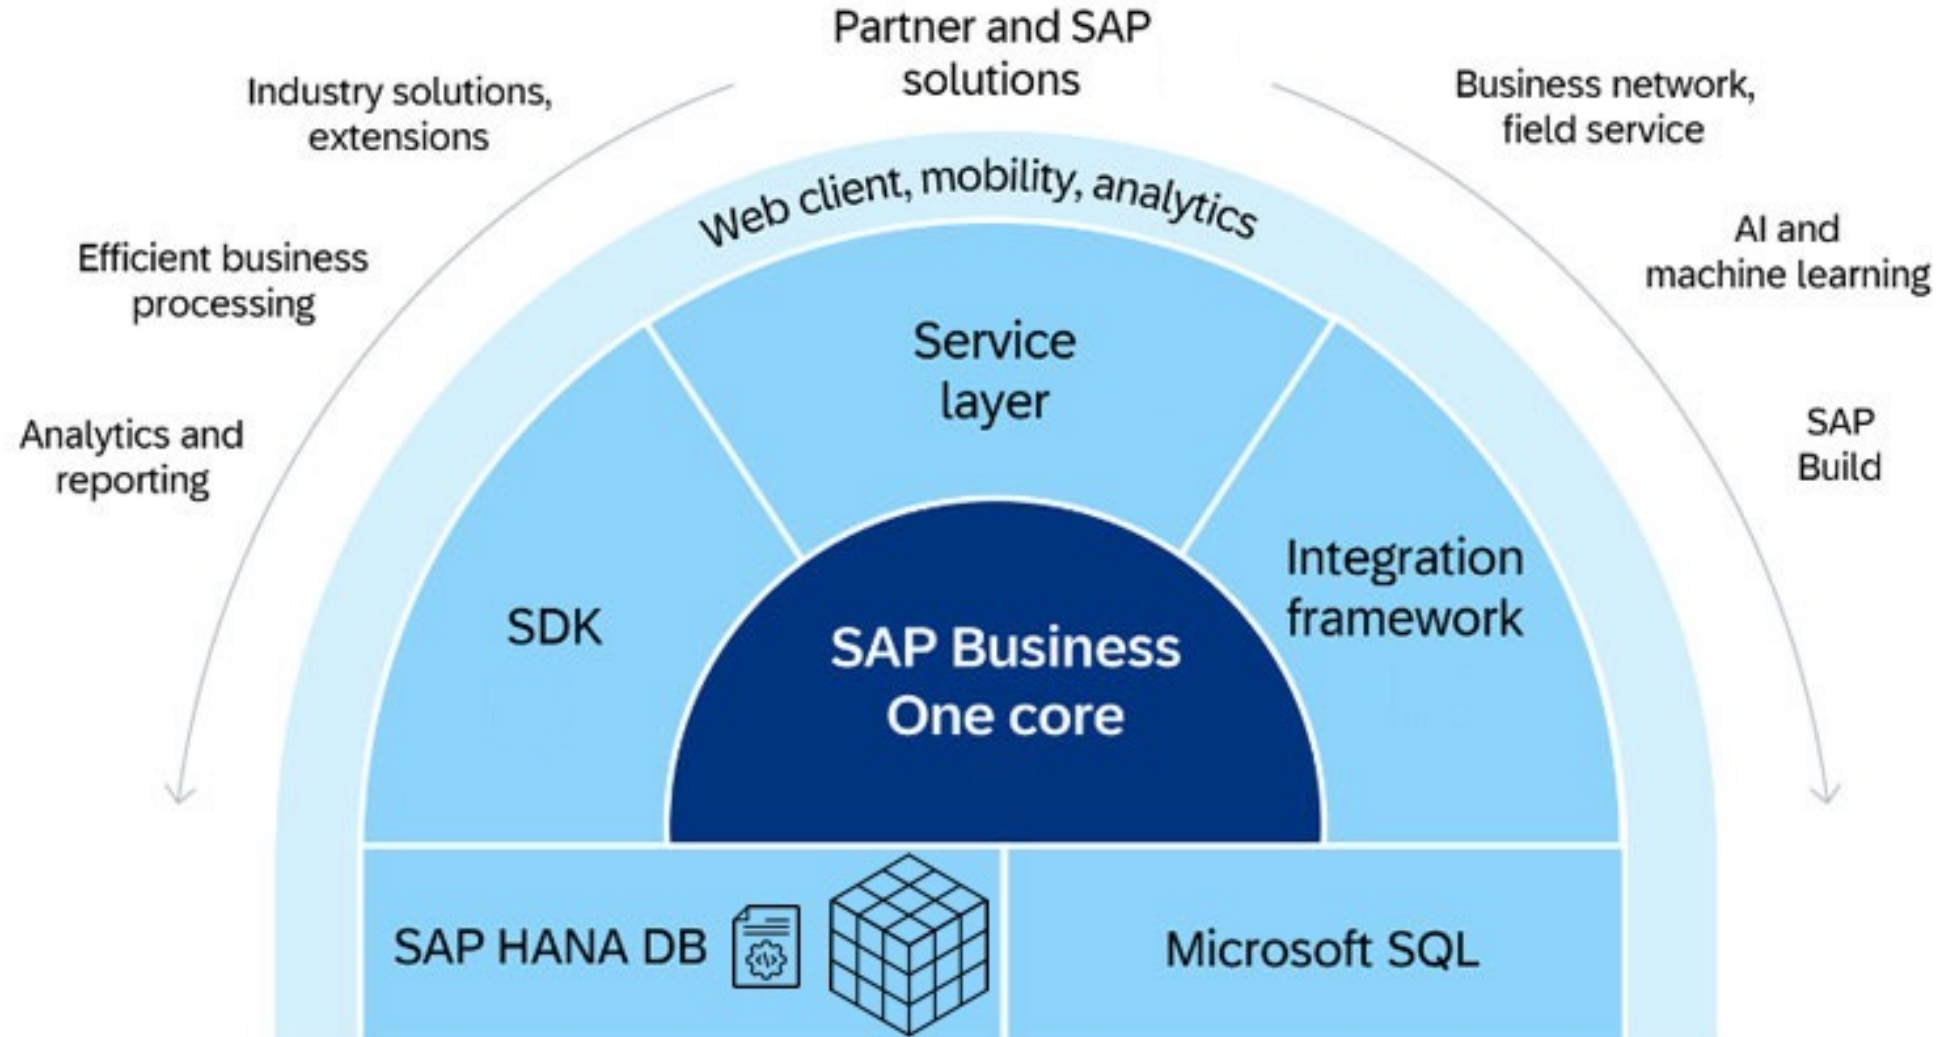 Partner and SAP
solutions
Industry solutions,
extensions
Business network,
field service
Web client, mobility, analytics
Efficient business
processing
AI and
machine learning
Service
layer
Analytics and
reporting
SAP
Build
Integration
framework
SDK
SAP Business
One core
SAP HANA DB
Microsoft SQL